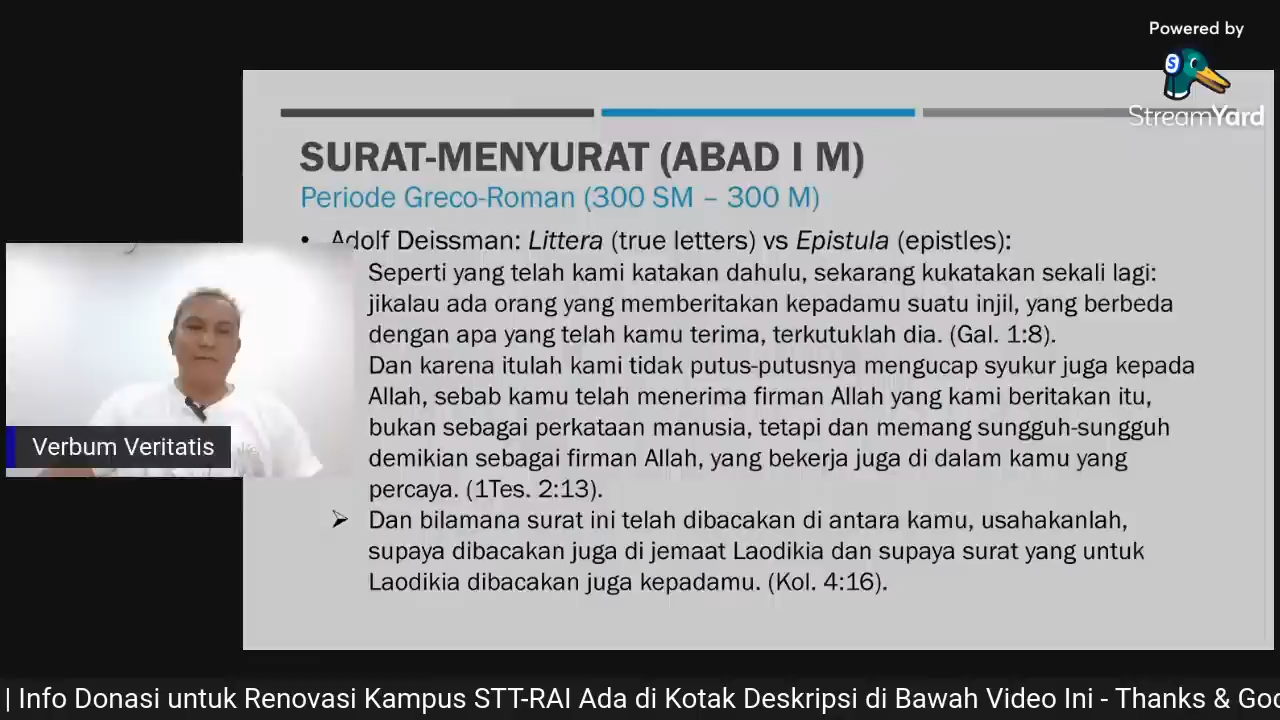 Powered by
S
StreamYard
SURAT-MENYURAT (ABAD I M)
Periode Greco-Roman (300 SM – 300 M)
• Adolf Deissman: Littera (true letters) vs Epistula (epistles):
Seperti yang telah kami katakan dahulu, sekarang kukatakan sekali lagi:
jikalau ada orang yang memberitakan kepadamu suatu injil, yang berbeda
dengan apa yang telah kamu terima, terkutuklah dia. (Gal. 1:8).
Dan karena itulah kami tidak putus-putusnya mengucap syukur juga kepada
Allah, sebab kamu telah menerima firman Allah yang kami beritakan itu,
bukan sebagai perkataan manusia, tetapi dan memang sungguh-sungguh
demikian sebagai firman Allah, yang bekerja juga di dalam kamu yang
percaya. (1Tes. 2:13).
➢ Dan bilamana surat ini telah dibacakan di antara kamu, usahakanlah,
supaya dibacakan juga di jemaat Laodikia dan supaya surat yang untuk
Laodikia dibacakan juga kepadamu. (Kol. 4:16).
Verbum Veritatis
| Info Donasi untuk Renovasi Kampus STT-RAI Ada di Kotak Deskripsi di Bawah Video Ini - Thanks &